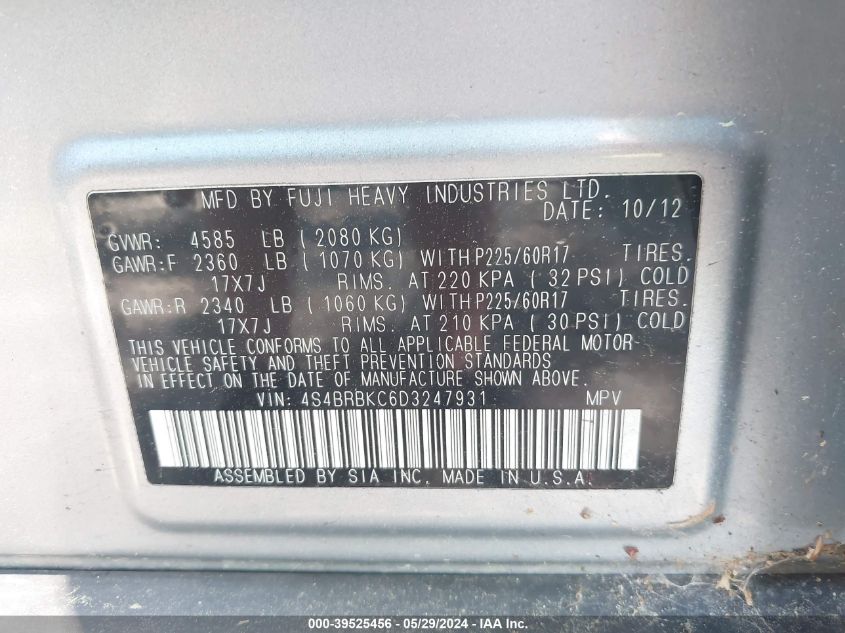 MFD BY FUJI HEAVY INDUSTRIES LTD.
DATE: 10/12
GVWR: 4585 LB ( 2080 KG)
GAWR:F 2360 LB ( 1070 KG) WITH P225/60R17 TIRES.
17X7J RIMS. AT 220 KPA ( 32 PSI) COLD
GAWR:R 2340 LB ( 1060 KG) WITH P225/60R17 TIRES.
17X7J RIMS. AT 210 KPA ( 30 PSI) COLD
THIS VEHICLE CONFORMS TO ALL APPLICABLE FEDERAL MOTOR
VEHICLE SAFETY AND THEFT PREVENTION STANDARDS
IN EFFECT ON THE DATE OF MANUFACTURE SHOWN ABOVE.
VIN: 4S4BRBKC6D3247931 MPV
ASSEMBLED BY SIA INC. MADE IN U.S.A.
000-39525456 - 05/29/2024 - IAA Inc.